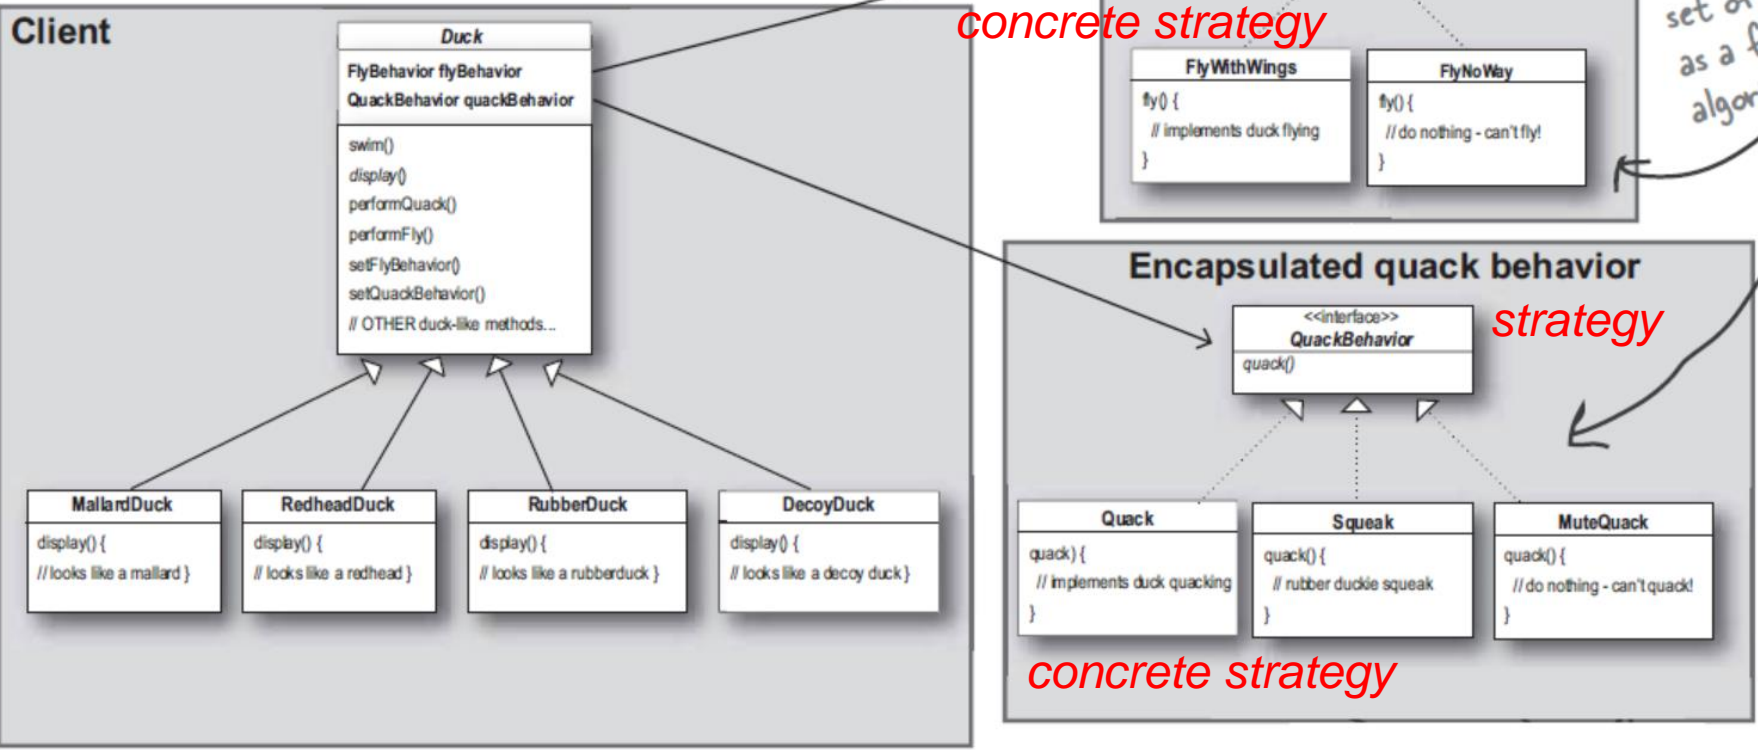 Client
Duck
FlyBehavior flyBehavior
QuackBehavior quackBehavior
swim()
display()
performQuack()
performFly()
setFlyBehavior()
setQuackBehavior()
// OTHER duck-like methods...
MallardDuck
display() {
// looks like a mallard }
RedheadDuck
display() {
// looks like a redhead }
RubberDuck
display() {
// looks like a rubberduck }
DecoyDuck
display() {
// looks like a decoy duck }
concrete strategy
FlyWithWings
fly() {
// implements duck flying
}
FlyNoWay
fly() {
// do nothing - can't fly!
}
set
as a
Encapsulated quack behavior
<<interface>>
QuackBehavior
quack()
strategy
Quack
quack) {
// implements duck quacking
}
Squeak
quack() {
// rubber duckie squeak
}
MuteQuack
quack() {
// do nothing - can't quack!
}
concrete strategy